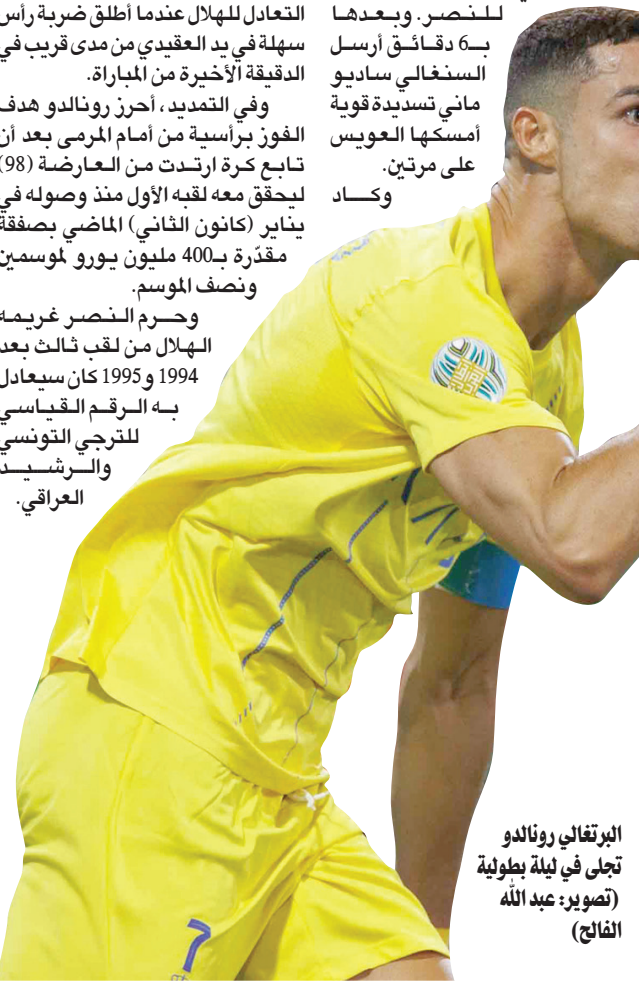 للنصر. وبعدها
بـ6 دقائق أرسل
السنغالي ساديو
ماني تسديدة قوية
أمسكها العويس
على مرتين.
وكاد
التعادل للهلال عندما أطلق ضربة رأس
سهلة في يد العقيدي من مدى قريب في
الدقيقة الأخيرة من المباراة.
وفي التمديد، أحرز رونالدو هدف
الفوز برأسية من أمام المرمى بعد أن
تابع كرة ارتدت من العارضة (98)
ليحقق معه لقبه الأول منذ وصوله في
يناير (كانون الثاني) الماضي بصفقة
مقدّرة بـ400 مليون يورو لموسمين
ونصف الموسم.
وحرم النصر غريمه
الهلال من لقب ثالث بعد
1994 و1995 كان سيعادل
به الرقم القياسي
للترجي التونسي
والرشيد
العراقي.
7
البرتغالي رونالدو
تجلى في ليلة بطولية
(تصوير: عبد الله
الفالح)